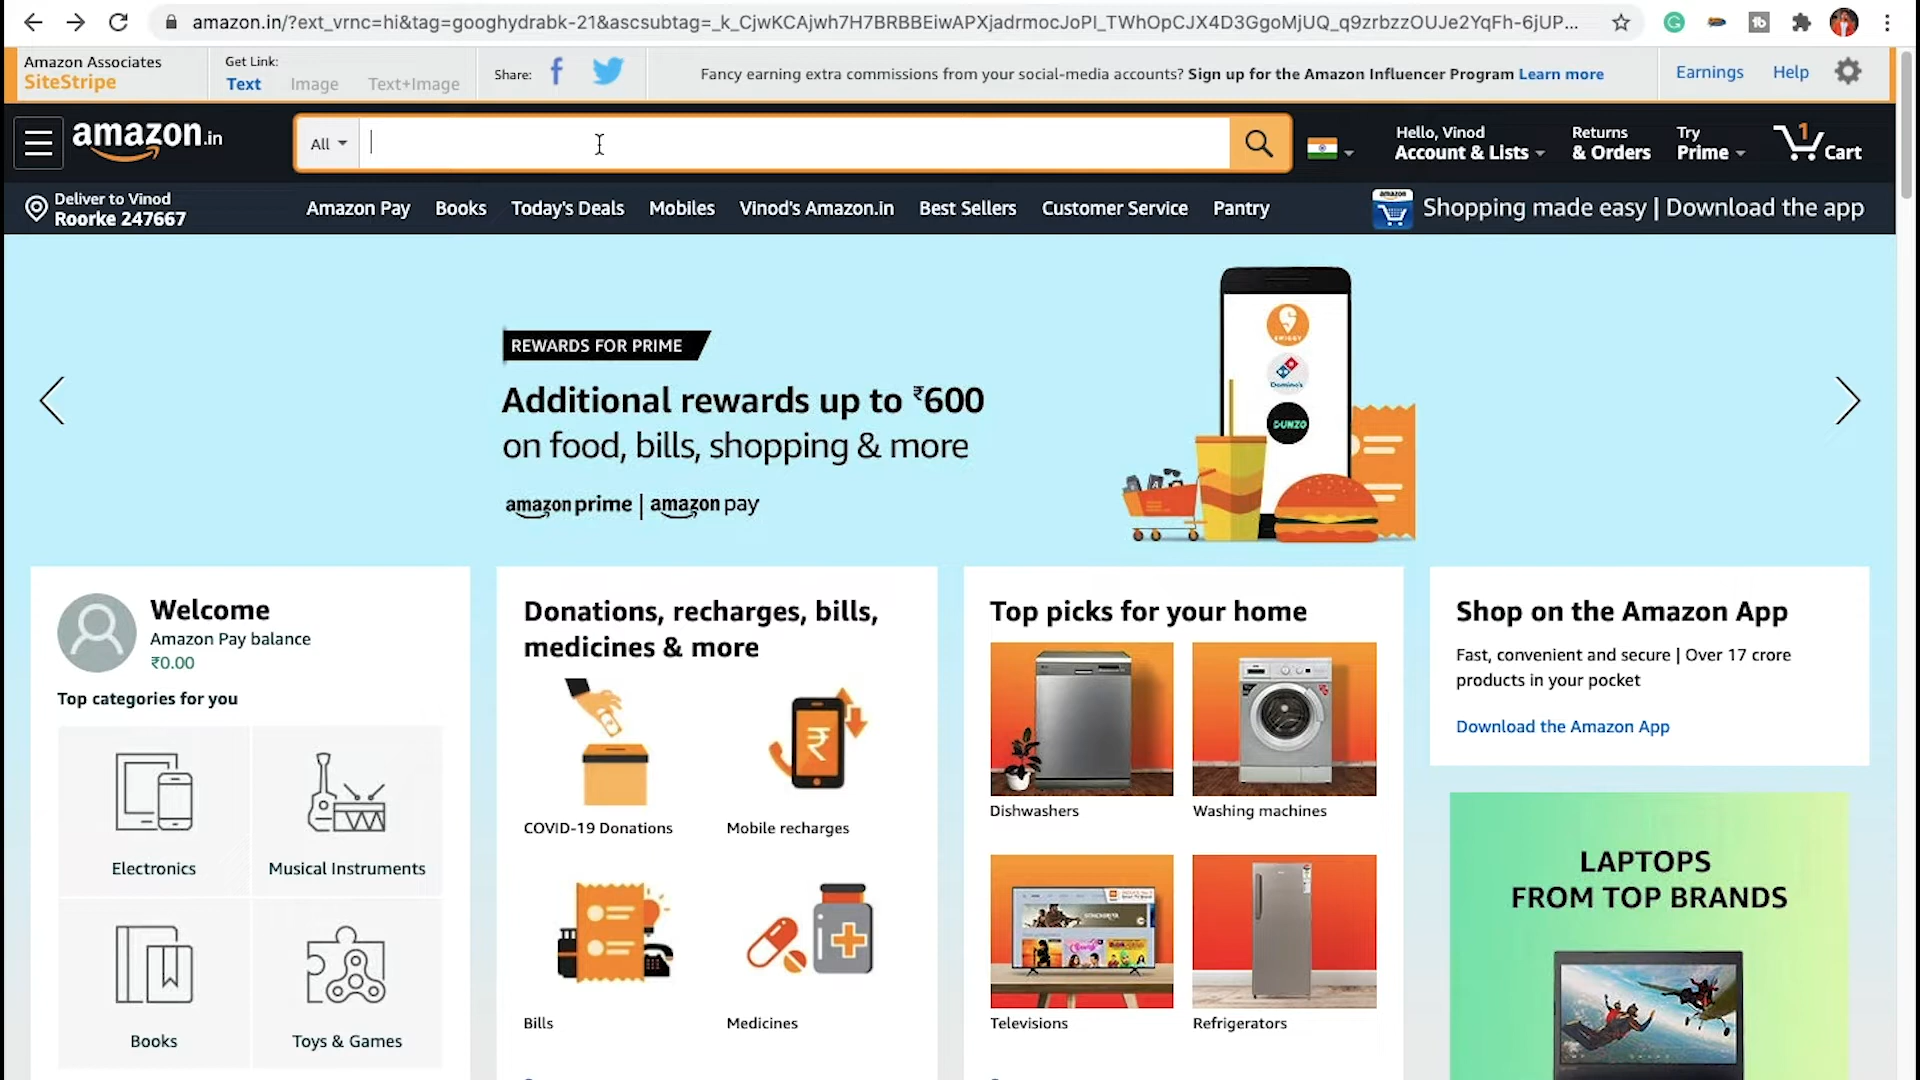 amazon.in/?ext_vrnc=hi&tag=googhydrabk-21&ascsubtag=_k_CjwKCAjwh7H7BRBBEiwAPXjadrmocJoPI_TWhOpCJX4D3GgoMjUQ_q9zrbzzOUJe2YqFh-6jUP...
Amazon Associates
SiteStripe
Get Link:
Text Image Text+Image
Share:
Fancy earning extra commissions from your social-media accounts? Sign up for the Amazon Influencer Program Learn more
Earnings Help
amazon.in
All
Hello, Vinod
Account & Lists
Returns
& Orders
Try
Prime
1
Cart
Deliver to Vinod
Roorke 247667
Amazon Pay Books Today's Deals Mobiles Vinod's Amazon.in Best Sellers Customer Service Pantry
amazon
Shopping made easy | Download the app
REWARDS FOR PRIME
Additional rewards up to ₹600
on food, bills, shopping & more
amazon prime | amazon pay
SWIGGY
Domino's
DUNZO
Welcome
Amazon Pay balance
₹0.00
Top categories for you
Electronics
Musical Instruments
Books
Toys & Games
Donations, recharges, bills,
medicines & more
₹
COVID-19 Donations
Mobile recharges
Bills
Medicines
Top picks for your home
Dishwashers
Washing machines
Televisions
Refrigerators
Shop on the Amazon App
Fast, convenient and secure | Over 17 crore
products in your pocket
Download the Amazon App
LAPTOPS
FROM TOP BRANDS